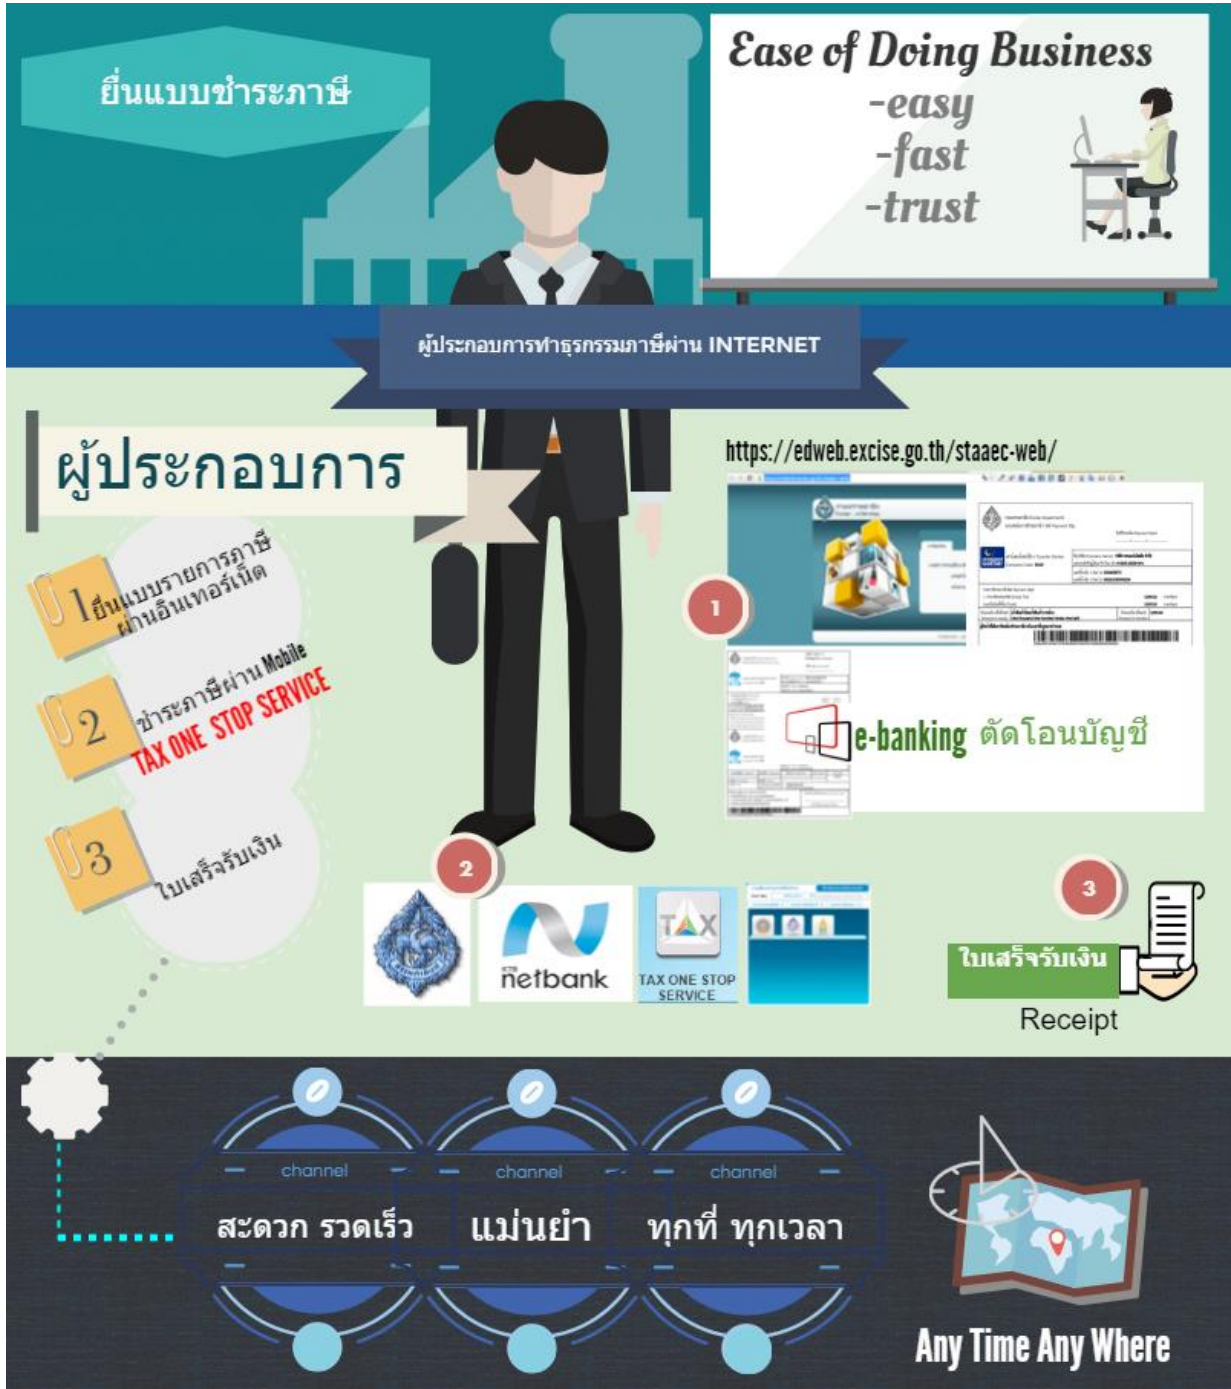 ยื่นแบบชำระภาษี
Ease of Doing Business
-easy
-fast
-trust
ผู้ประกอบการทำธุรกรรมภาษีผ่าน INTERNET
ผู้ประกอบการ
1
ยื่นแบบรายการภาษี
ผ่านอินเทอร์เน็ต
2
ชำระภาษีผ่าน Mobile
TAX ONE STOP SERVICE
3
ใบเสร็จรับเงิน
https://edweb.excise.go.th/staaec-web/
1
e-banking ตัดโอนบัญชี
2
KTB
netbank
TAX
TAX ONE STOP
SERVICE
3
ใบเสร็จรับเงิน
Receipt
channel
สะดวก รวดเร็ว
channel
แม่นยำ
channel
ทุกที่ ทุกเวลา
Any Time Any Where